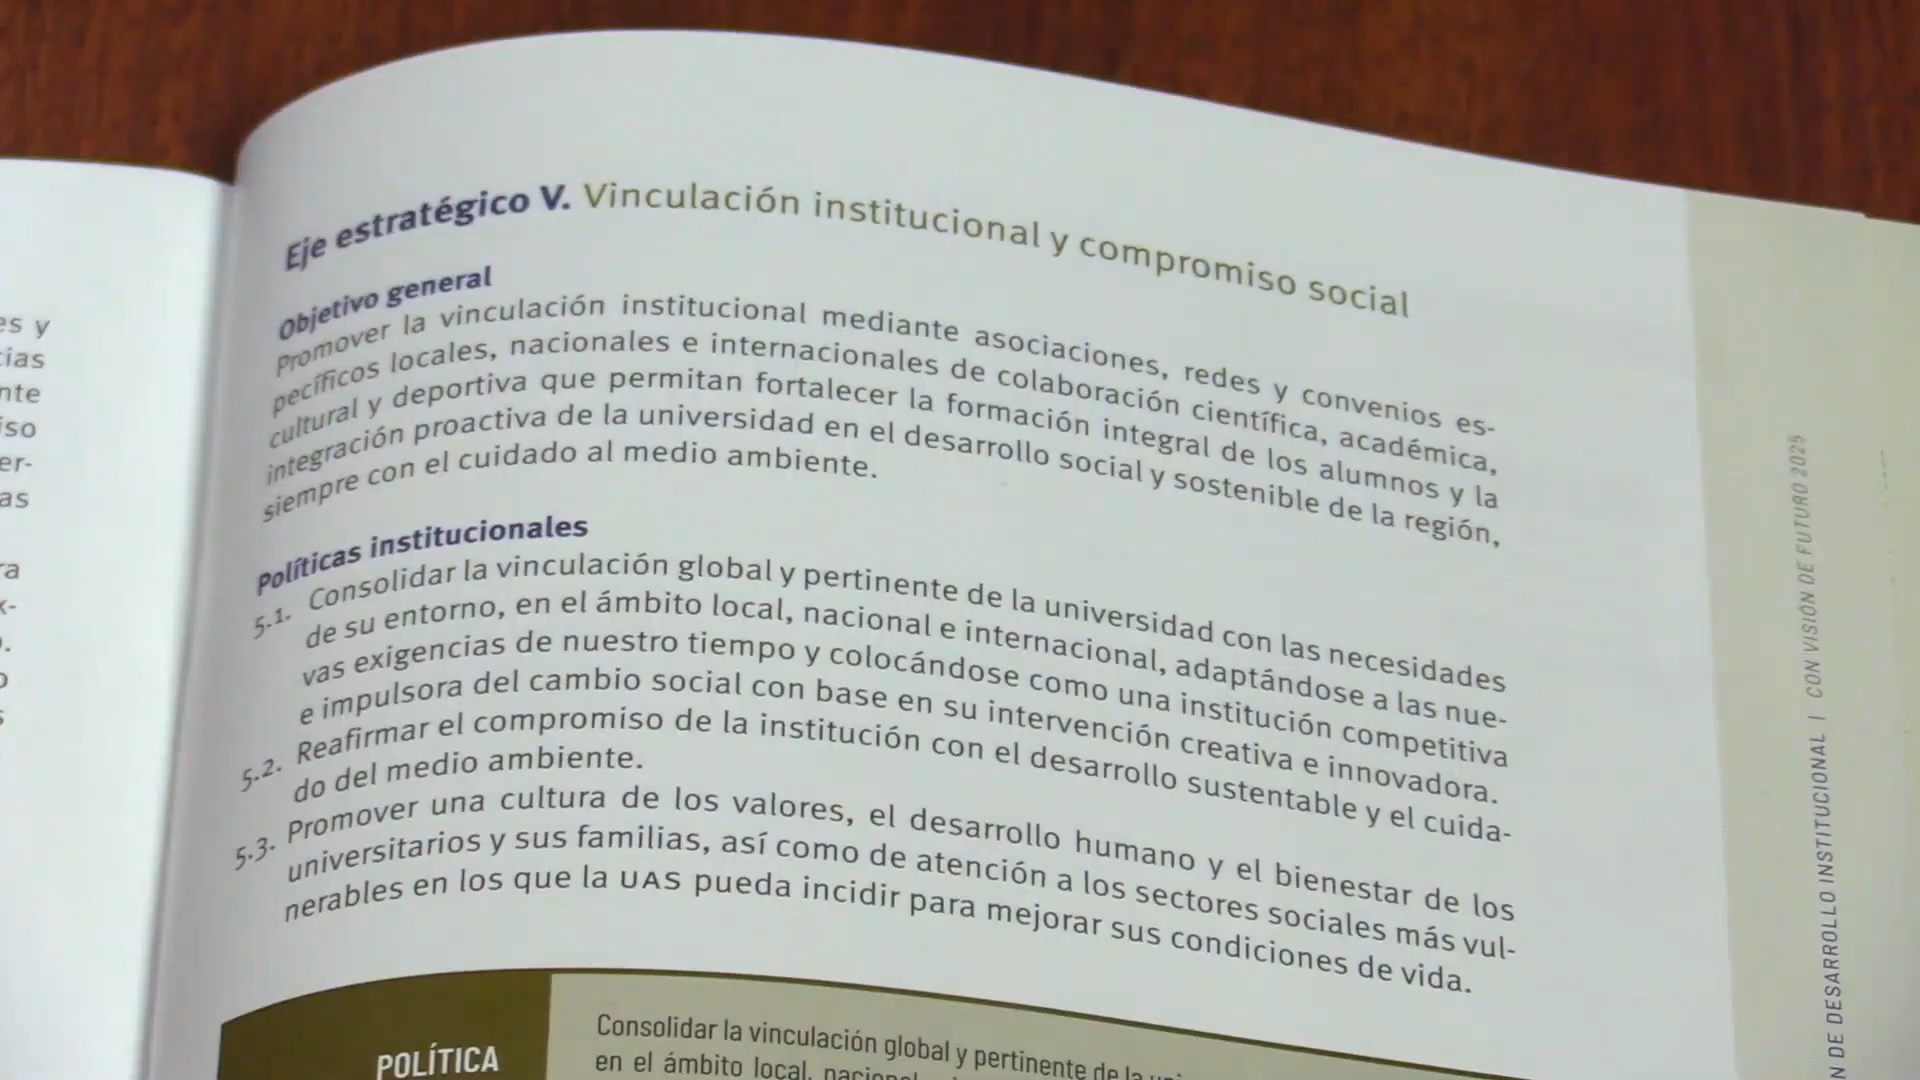 es y
cias
nte
iso
er-
as
ra
x-
o
s
Eje estratégico V. Vinculación institucional y compromiso social
Objetivo general
Promover la vinculación institucional mediante asociaciones, redes y convenios es-
pecíficos locales, nacionales e internacionales de colaboración científica, académica,
cultural y deportiva que permitan fortalecer la formación integral de los alumnos y la
integración proactiva de la universidad en el desarrollo social y sostenible de la región,
siempre con el cuidado al medio ambiente.
Políticas institucionales
5.1. Consolidar la vinculación global y pertinente de la universidad con las necesidades
de su entorno, en el ámbito local, nacional e internacional, adaptándose a las nue-
vas exigencias de nuestro tiempo y colocándose como una institución competitiva
e impulsora del cambio social con base en su intervención creativa e innovadora.
5.2. Reafirmar el compromiso de la institución con el desarrollo sustentable y el cuida-
do del medio ambiente.
5.3. Promover una cultura de los valores, el desarrollo humano y el bienestar de los
universitarios y sus familias, así como de atención a los sectores sociales más vul-
nerables en los que la UAS pueda incidir para mejorar sus condiciones de vida.
POLÍTICA
Consolidar la vinculación global y pertinente de la
en el ámbito local,
N DE DESARROLLO INSTITUCIONAL | CON VISIÓN DE FUTURO 2025